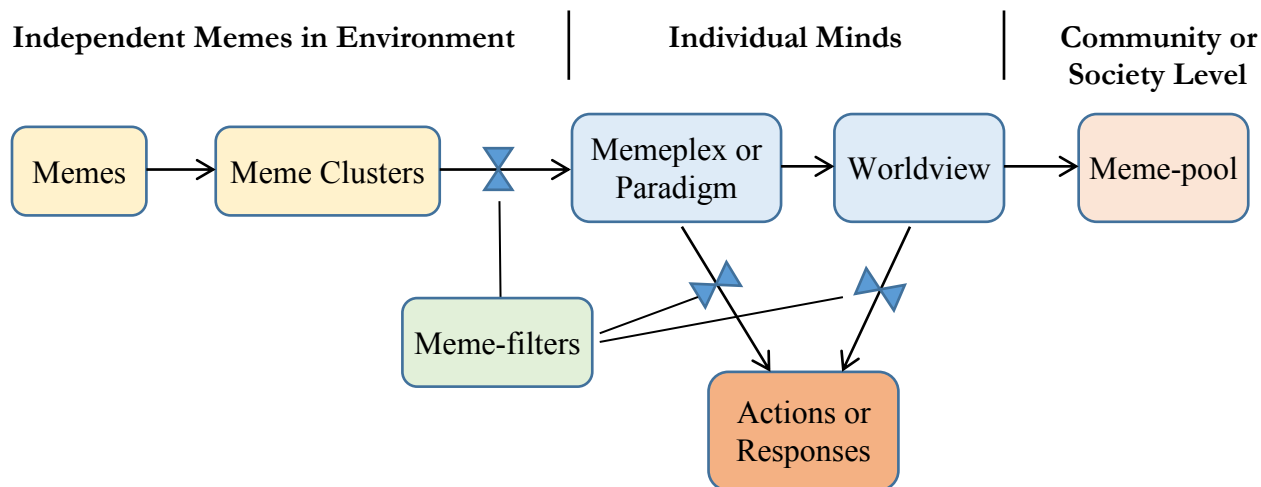 Independent Memes in Environment
Individual Minds
Community or
Society Level
Memes
Meme Clusters
Memeplex or
Paradigm
Worldview
Meme-pool
Meme-filters
Actions or
Responses